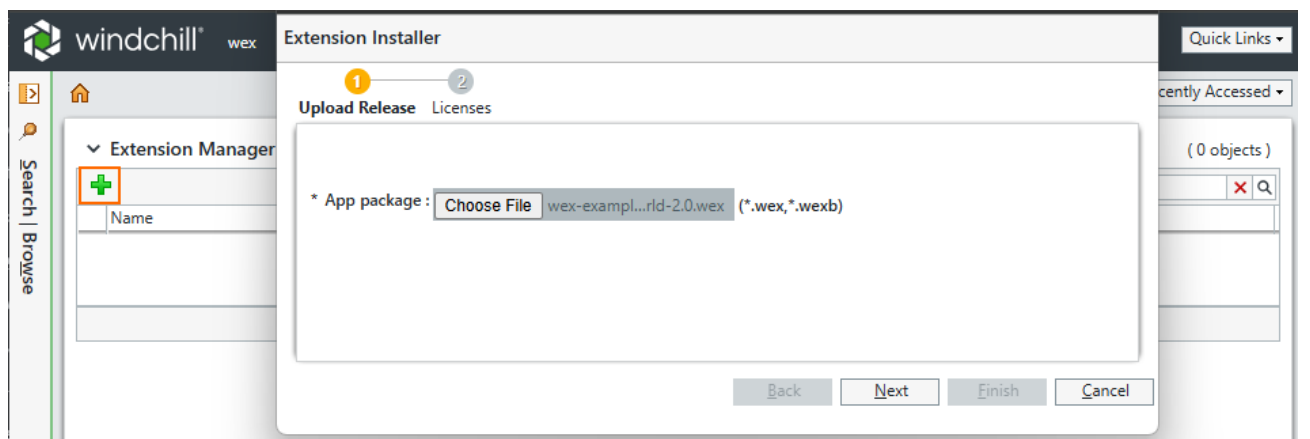 windchill® wex
Extension Installer
Quick Links
1 2
Upload Release Licenses
cently Accessed
Extension Manager
( 0 objects )
Search | Browse
Name
* App package : Choose File wex-exampl...rld-2.0.wex (*.wex,*.wexb)
Back Next Finish Cancel